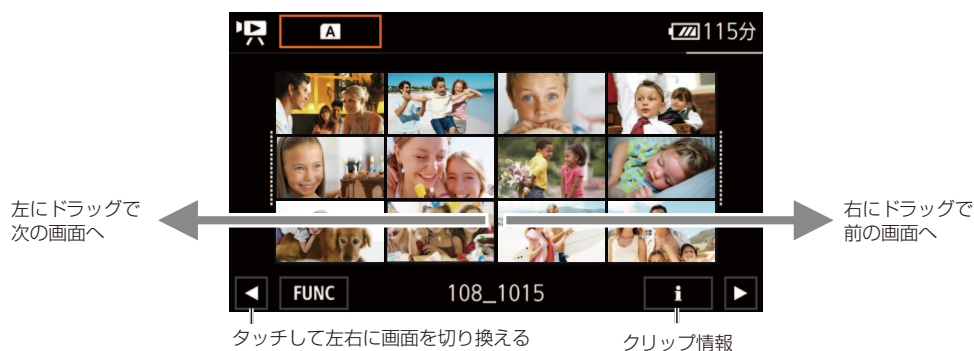 A
115分
左にドラッグで
次の画面へ
右にドラッグで
前の画面へ
FUNC
108_1015
i
タッチして左右に画面を切り換える
クリップ情報